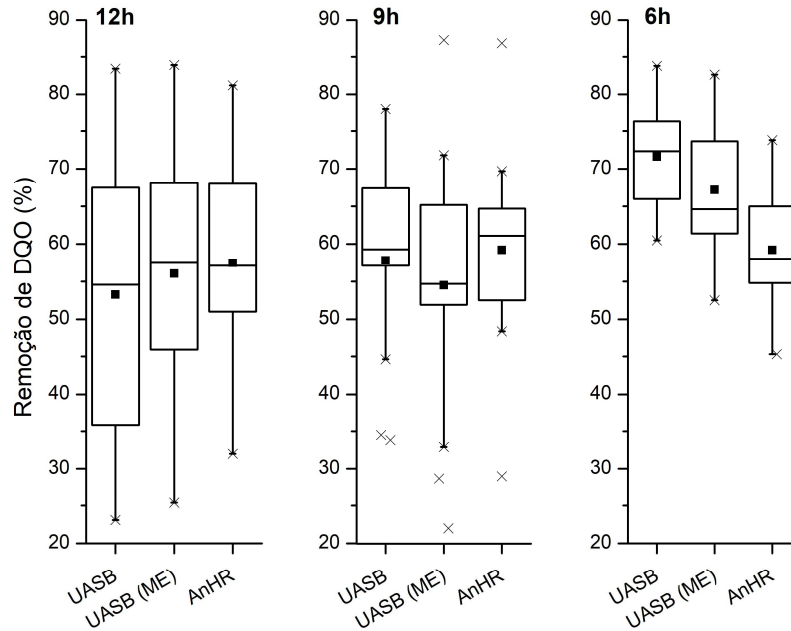 12h
9h
6h
90
80
70
60
50
40
30
20
90
80
70
60
50
40
30
20
90
80
70
60
50
40
30
20
Remoção de DQO (%)
UASB
UASB (ME)
AnHR
UASB
UASB (ME)
AnHR
UASB
UASB (ME)
AnHR